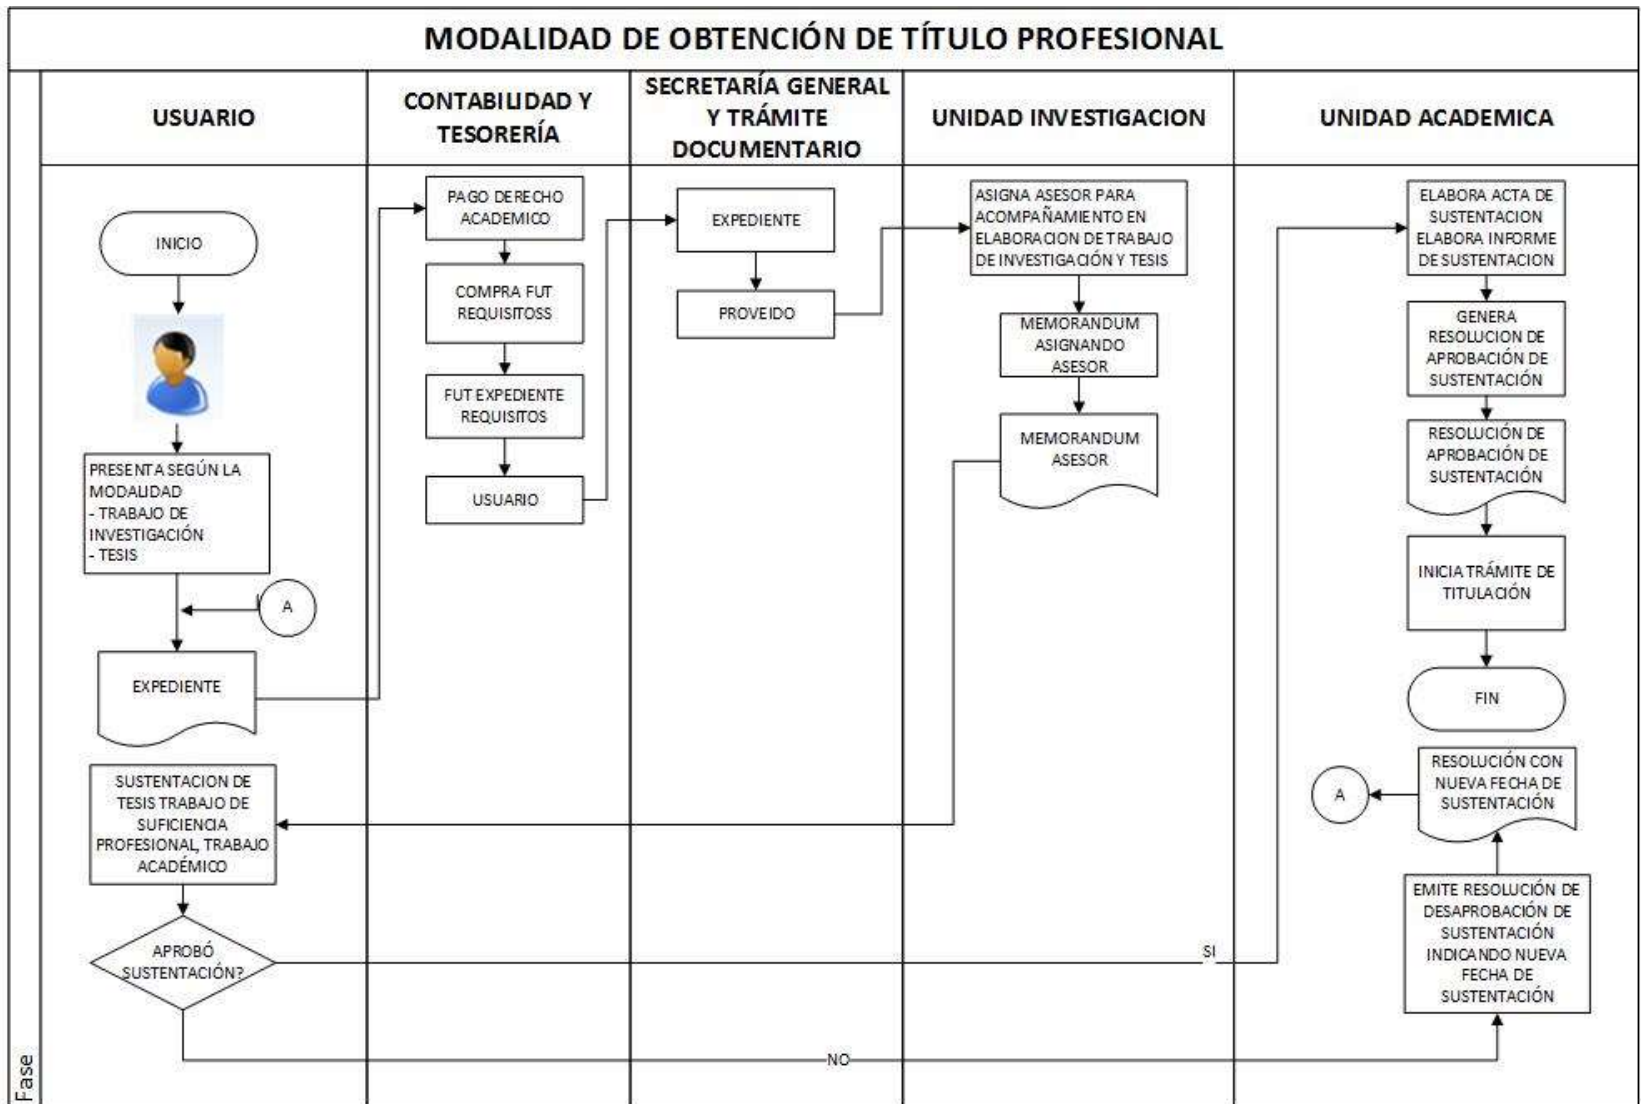 MODALIDAD DE OBTENCIÓN DE TÍTULO PROFESIONAL
Fase
USUARIO
INICIO
PRESENTA SEGÚN LA
MODALIDAD
- TRABAJO DE
INVESTIGACIÓN
- TESIS
A
EXPEDIENTE
SUSTENTACION DE
TESIS TRABAJO DE
SUFICIENCIA
PROFESIONAL, TRABAJO
ACADÉMICO
APROBÓ
SUSTENTACIÓN?
CONTABILIDAD Y
TESORERÍA
PAGO DERECHO
ACADEMICO
COMPRA FUT
REQUISITOSS
FUT EXPEDIENTE
REQUISITOS
USUARIO
SECRETARÍA GENERAL
Y TRÁMITE
DOCUMENTARIO
EXPEDIENTE
PROVEIDO
NO
UNIDAD INVESTIGACION
ASIGNA ASESOR PARA
ACOMPAÑAMIENTO EN
ELABORACION DE TRABAJO
DE INVESTIGACIÓN Y TESIS
MEMORANDUM
ASIGNANDO
ASESOR
MEMORANDUM
ASESOR
SI
UNIDAD ACADEMICA
ELABORA ACTA DE
SUSTENTACION
ELABORA INFORME
DE SUSTENTACION
GENERA
RESOLUCION DE
APROBACIÓN DE
SUSTENTACIÓN
RESOLUCIÓN DE
APROBACIÓN DE
SUSTENTACIÓN
INICIA TRÁMITE DE
TITULACIÓN
FIN
RESOLUCIÓN CON
NUEVA FECHA DE
SUSTENTACIÓN
A
EMITE RESOLUCIÓN DE
DESAPROBACIÓN DE
SUSTENTACIÓN
INDICANDO NUEVA
FECHA DE
SUSTENTACIÓN